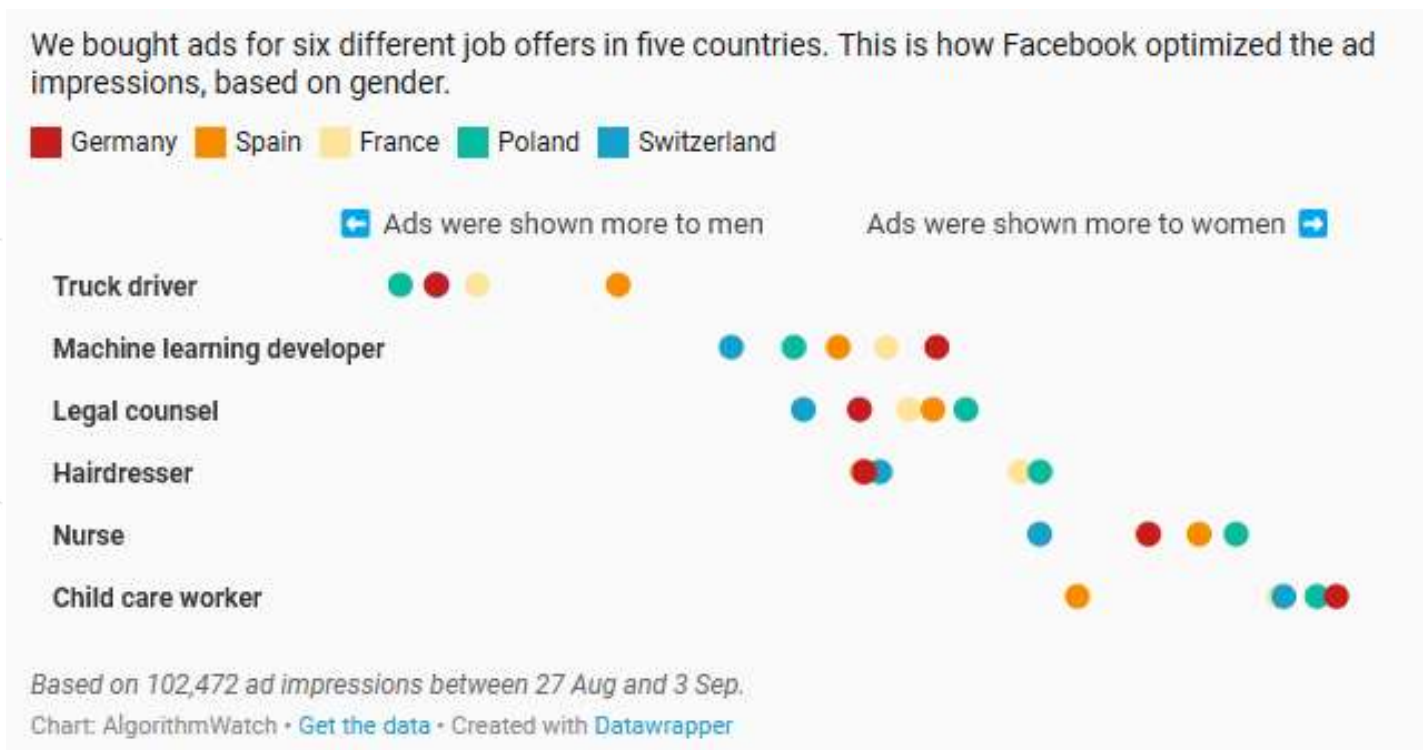 We bought ads for six different job offers in five countries. This is how Facebook optimized the ad
impressions, based on gender.
Germany Spain France Poland Switzerland
Ads were shown more to men Ads were shown more to women
Truck driver
Machine learning developer
Legal counsel
Hairdresser
Nurse
Child care worker
Based on 102,472 ad impressions between 27 Aug and 3 Sep.
Chart: AlgorithmWatch • Get the data • Created with Datawrapper